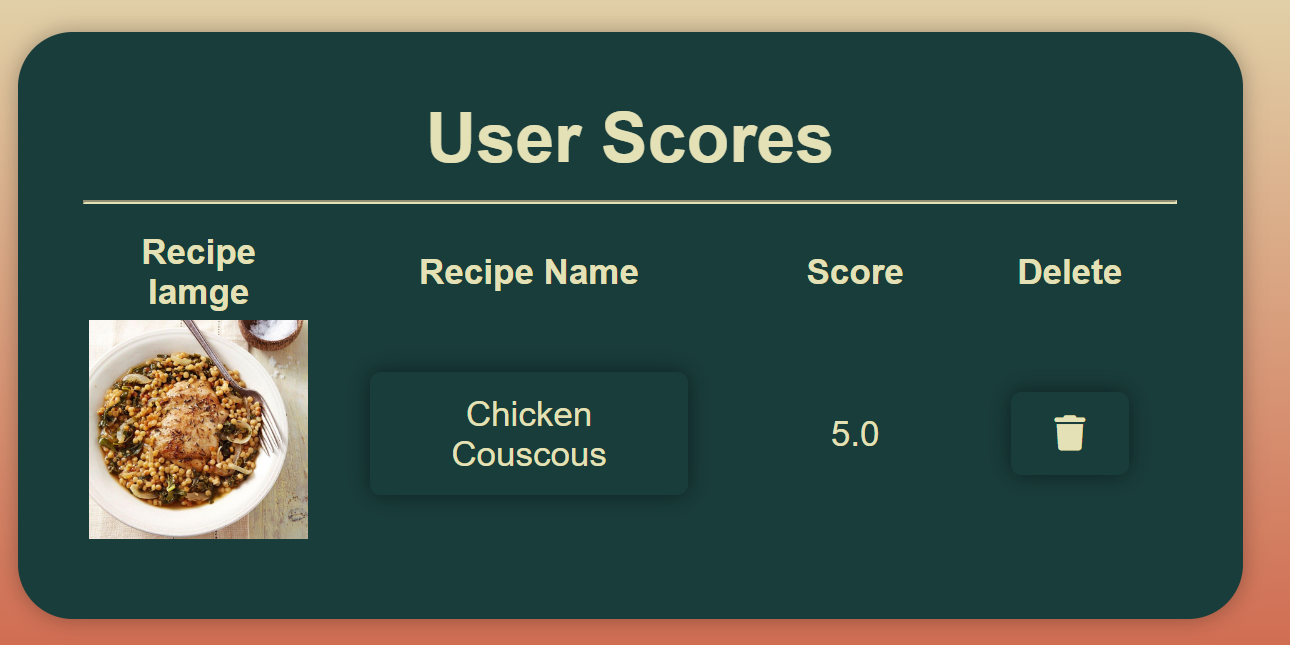 User Scores
Recipe
Iamge
Recipe Name
Score
Delete
Chicken
Couscous
5.0